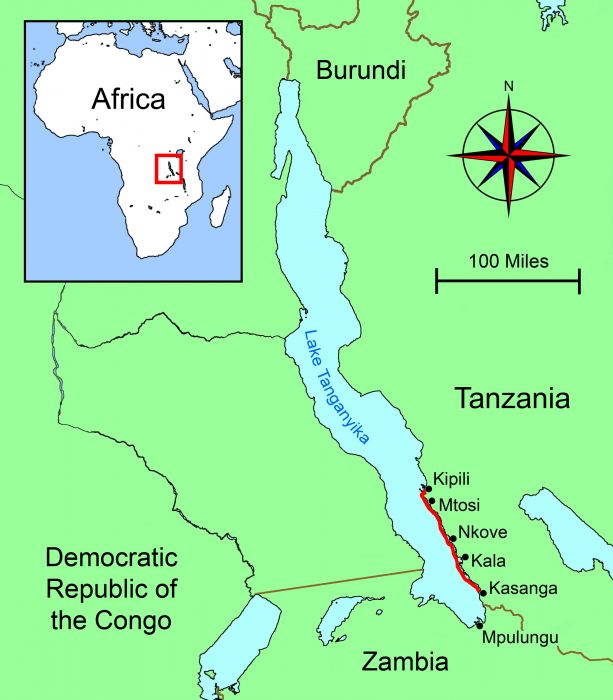 Africa
Burundi
N
100 Miles
Lake Tanganyika
Tanzania
Kipili
Mtosi
Nkove
Kala
Kasanga
Mpulungu
Democratic
Republic of
the Congo
Zambia